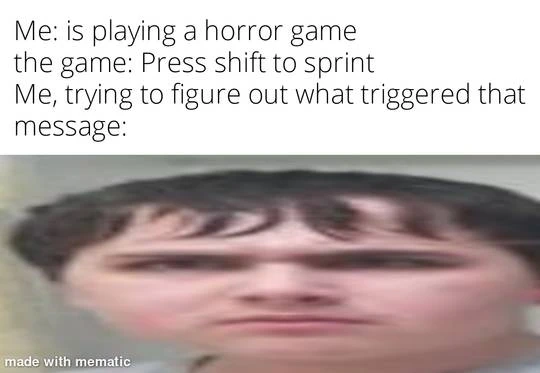 Me: is playing a horror game
the game: Press shift to sprint
Me, trying to figure out what triggered that
message:
made with mematic